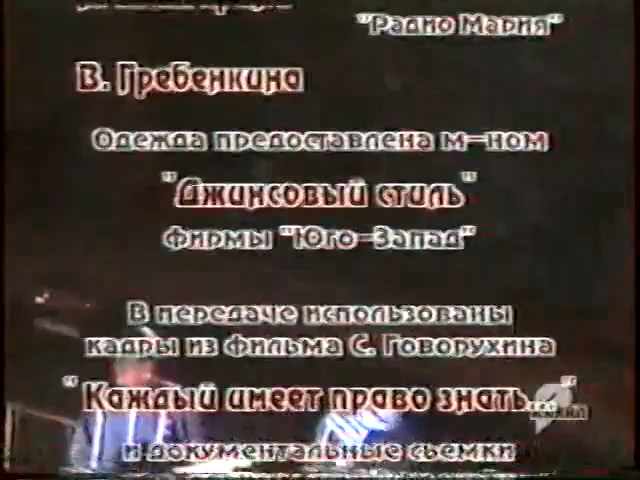 "Радио Мария"
В. Гребенкина
Одежда предоставлена м-ном
"Джинсовый стиль"
фирмы "Юго-Запад"
В передаче использованы
кадры из фильма С. Говорухина
"Каждый имеет право знать..."
и документальные съемки